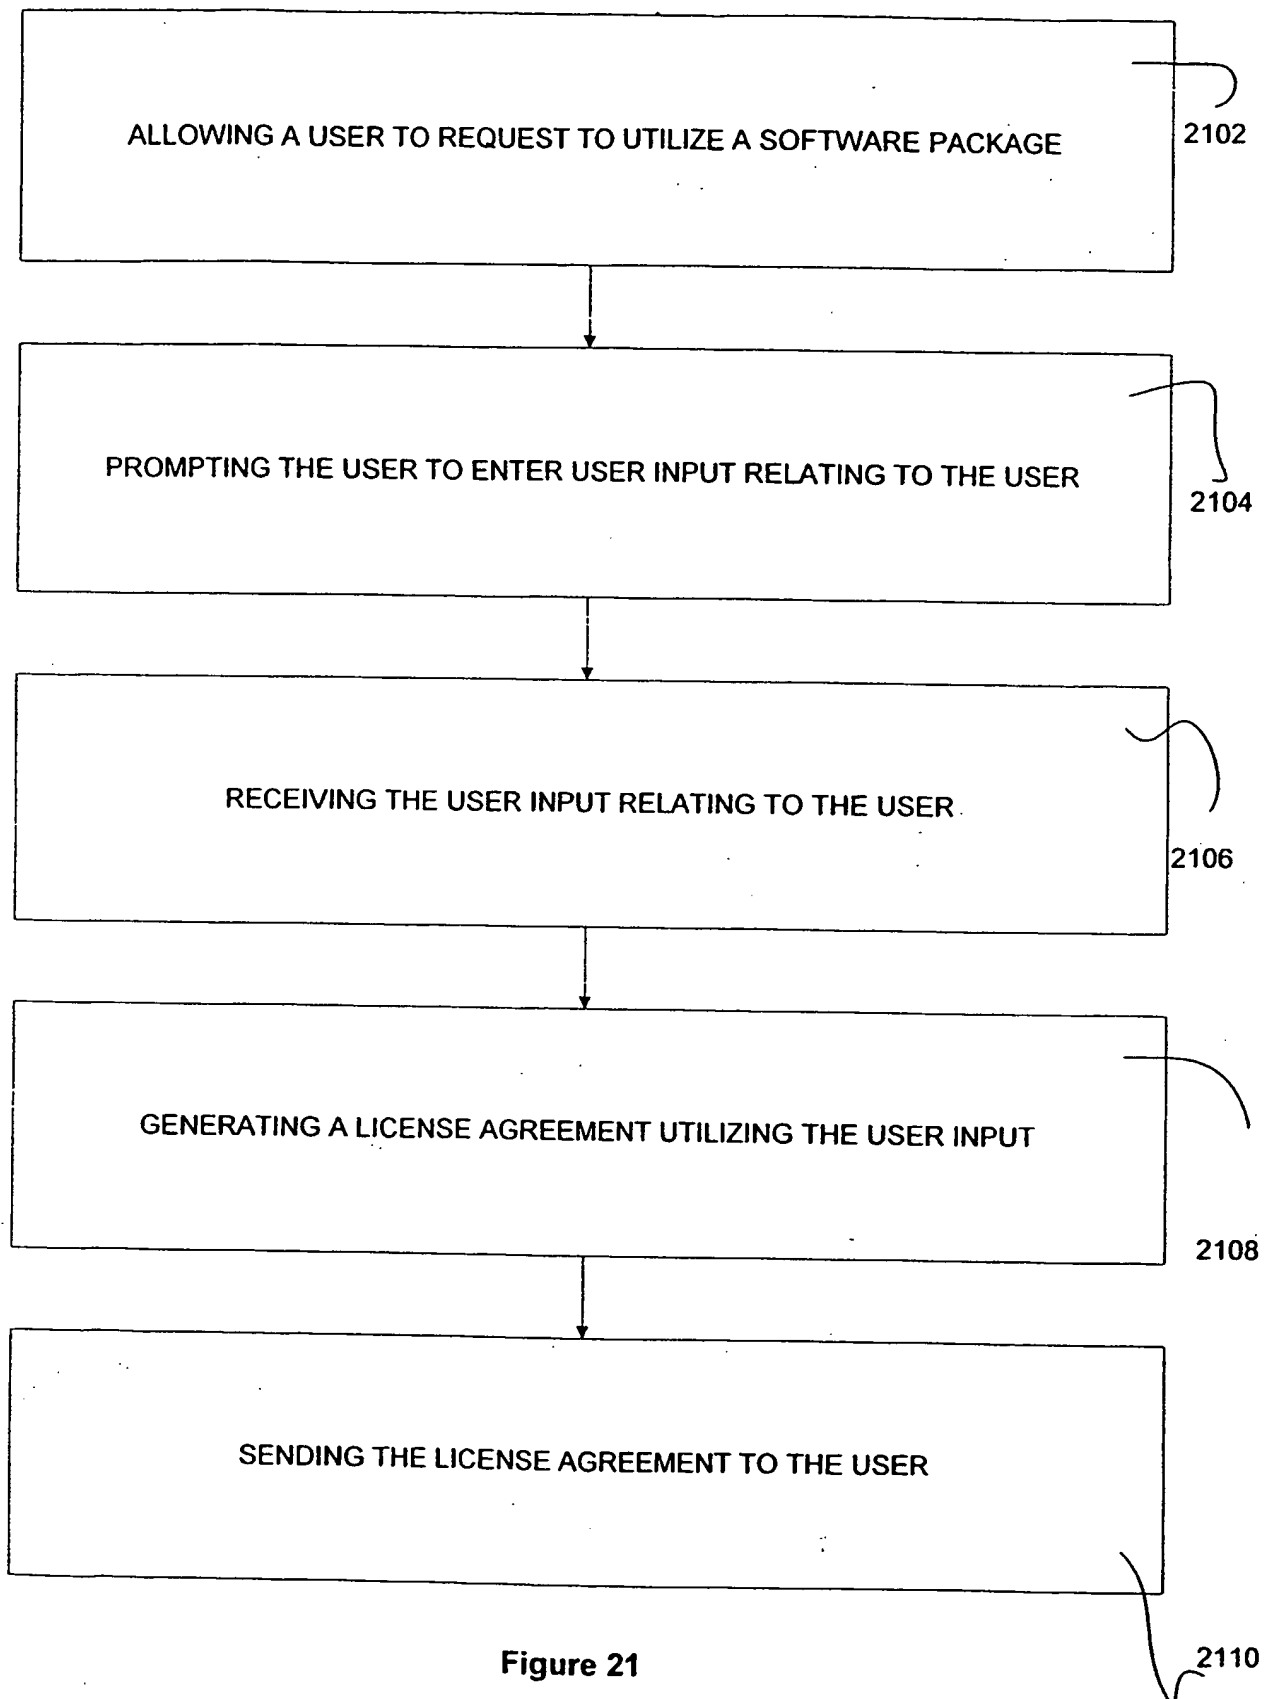 ALLOWING A USER TO REQUEST TO UTILIZE A SOFTWARE PACKAGE
2102
PROMPTING THE USER TO ENTER USER INPUT RELATING TO THE USER
2104
RECEIVING THE USER INPUT RELATING TO THE USER
2106
GENERATING A LICENSE AGREEMENT UTILIZING THE USER INPUT
2108
SENDING THE LICENSE AGREEMENT TO THE USER
2110
Figure 21